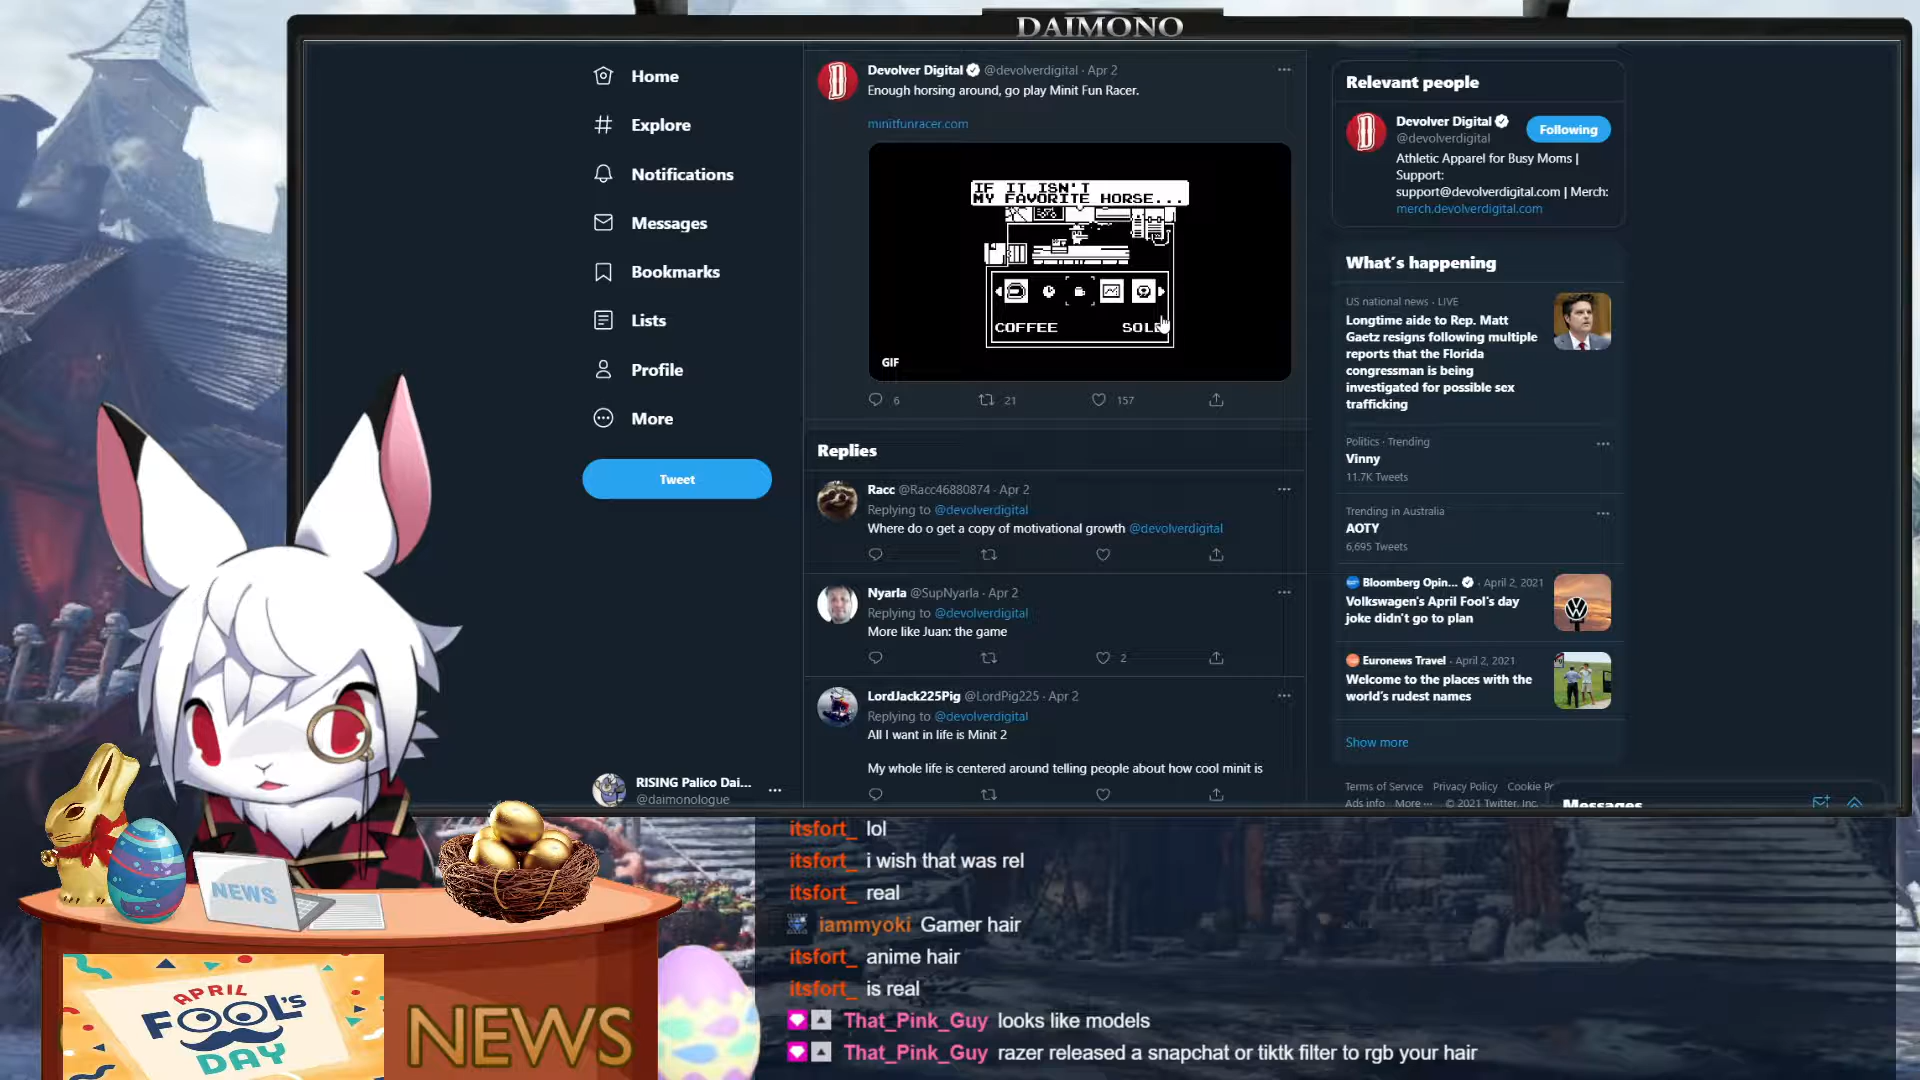 DAIMONO
Home
Explore
Notifications
Messages
Bookmarks
Lists
Profile
More
Tweet
RISING Palico Dai...
@daimonologue
Devolver Digital @devolverdigital · Apr 2
Enough horsing around, go play Minit Fun Racer.
minitfunracer.com
IF IT ISN'T
MY FAVORITE HORSE...
COFFEE SOLD
GIF
6 21 157
Replies
Racc @Racc46880874 · Apr 2
Replying to @devolverdigital
Where do o get a copy of motivational growth @devolverdigital
Nyarla @SupNyarla · Apr 2
Replying to @devolverdigital
More like Juan: the game
2
LordJack225Pig @LordPig225 · Apr 2
Replying to @devolverdigital
All I want in life is Minit 2
My whole life is centered around telling people about how cool minit is
Relevant people
Devolver Digital
@devolverdigital
Following
Athletic Apparel for Busy Moms |
Support:
support@devolverdigital.com | Merch:
merch.devolverdigital.com
What's happening
US national news · LIVE
Longtime aide to Rep. Matt
Gaetz resigns following multiple
reports that the Florida
congressman is being
investigated for possible sex
trafficking
Politics · Trending
Vinny
11.7K Tweets
Trending in Australia
AOTY
6,695 Tweets
Bloomberg Opin... · April 2, 2021
Volkswagen's April Fool's day
joke didn't go to plan
Euronews Travel · April 2, 2021
Welcome to the places with the
world's rudest names
Show more
Terms of Service Privacy Policy Cookie P
Ads info More ··· © 2021 Twitter, Inc.
Messages
itsfort_ lol
itsfort_ i wish that was rel
itsfort_ real
iammyoki Gamer hair
itsfort_ anime hair
itsfort_ is real
That_Pink_Guy looks like models
That_Pink_Guy razer released a snapchat or tiktk filter to rgb your hair
NEWS
APRIL
FOOL'S
DAY
NEWS